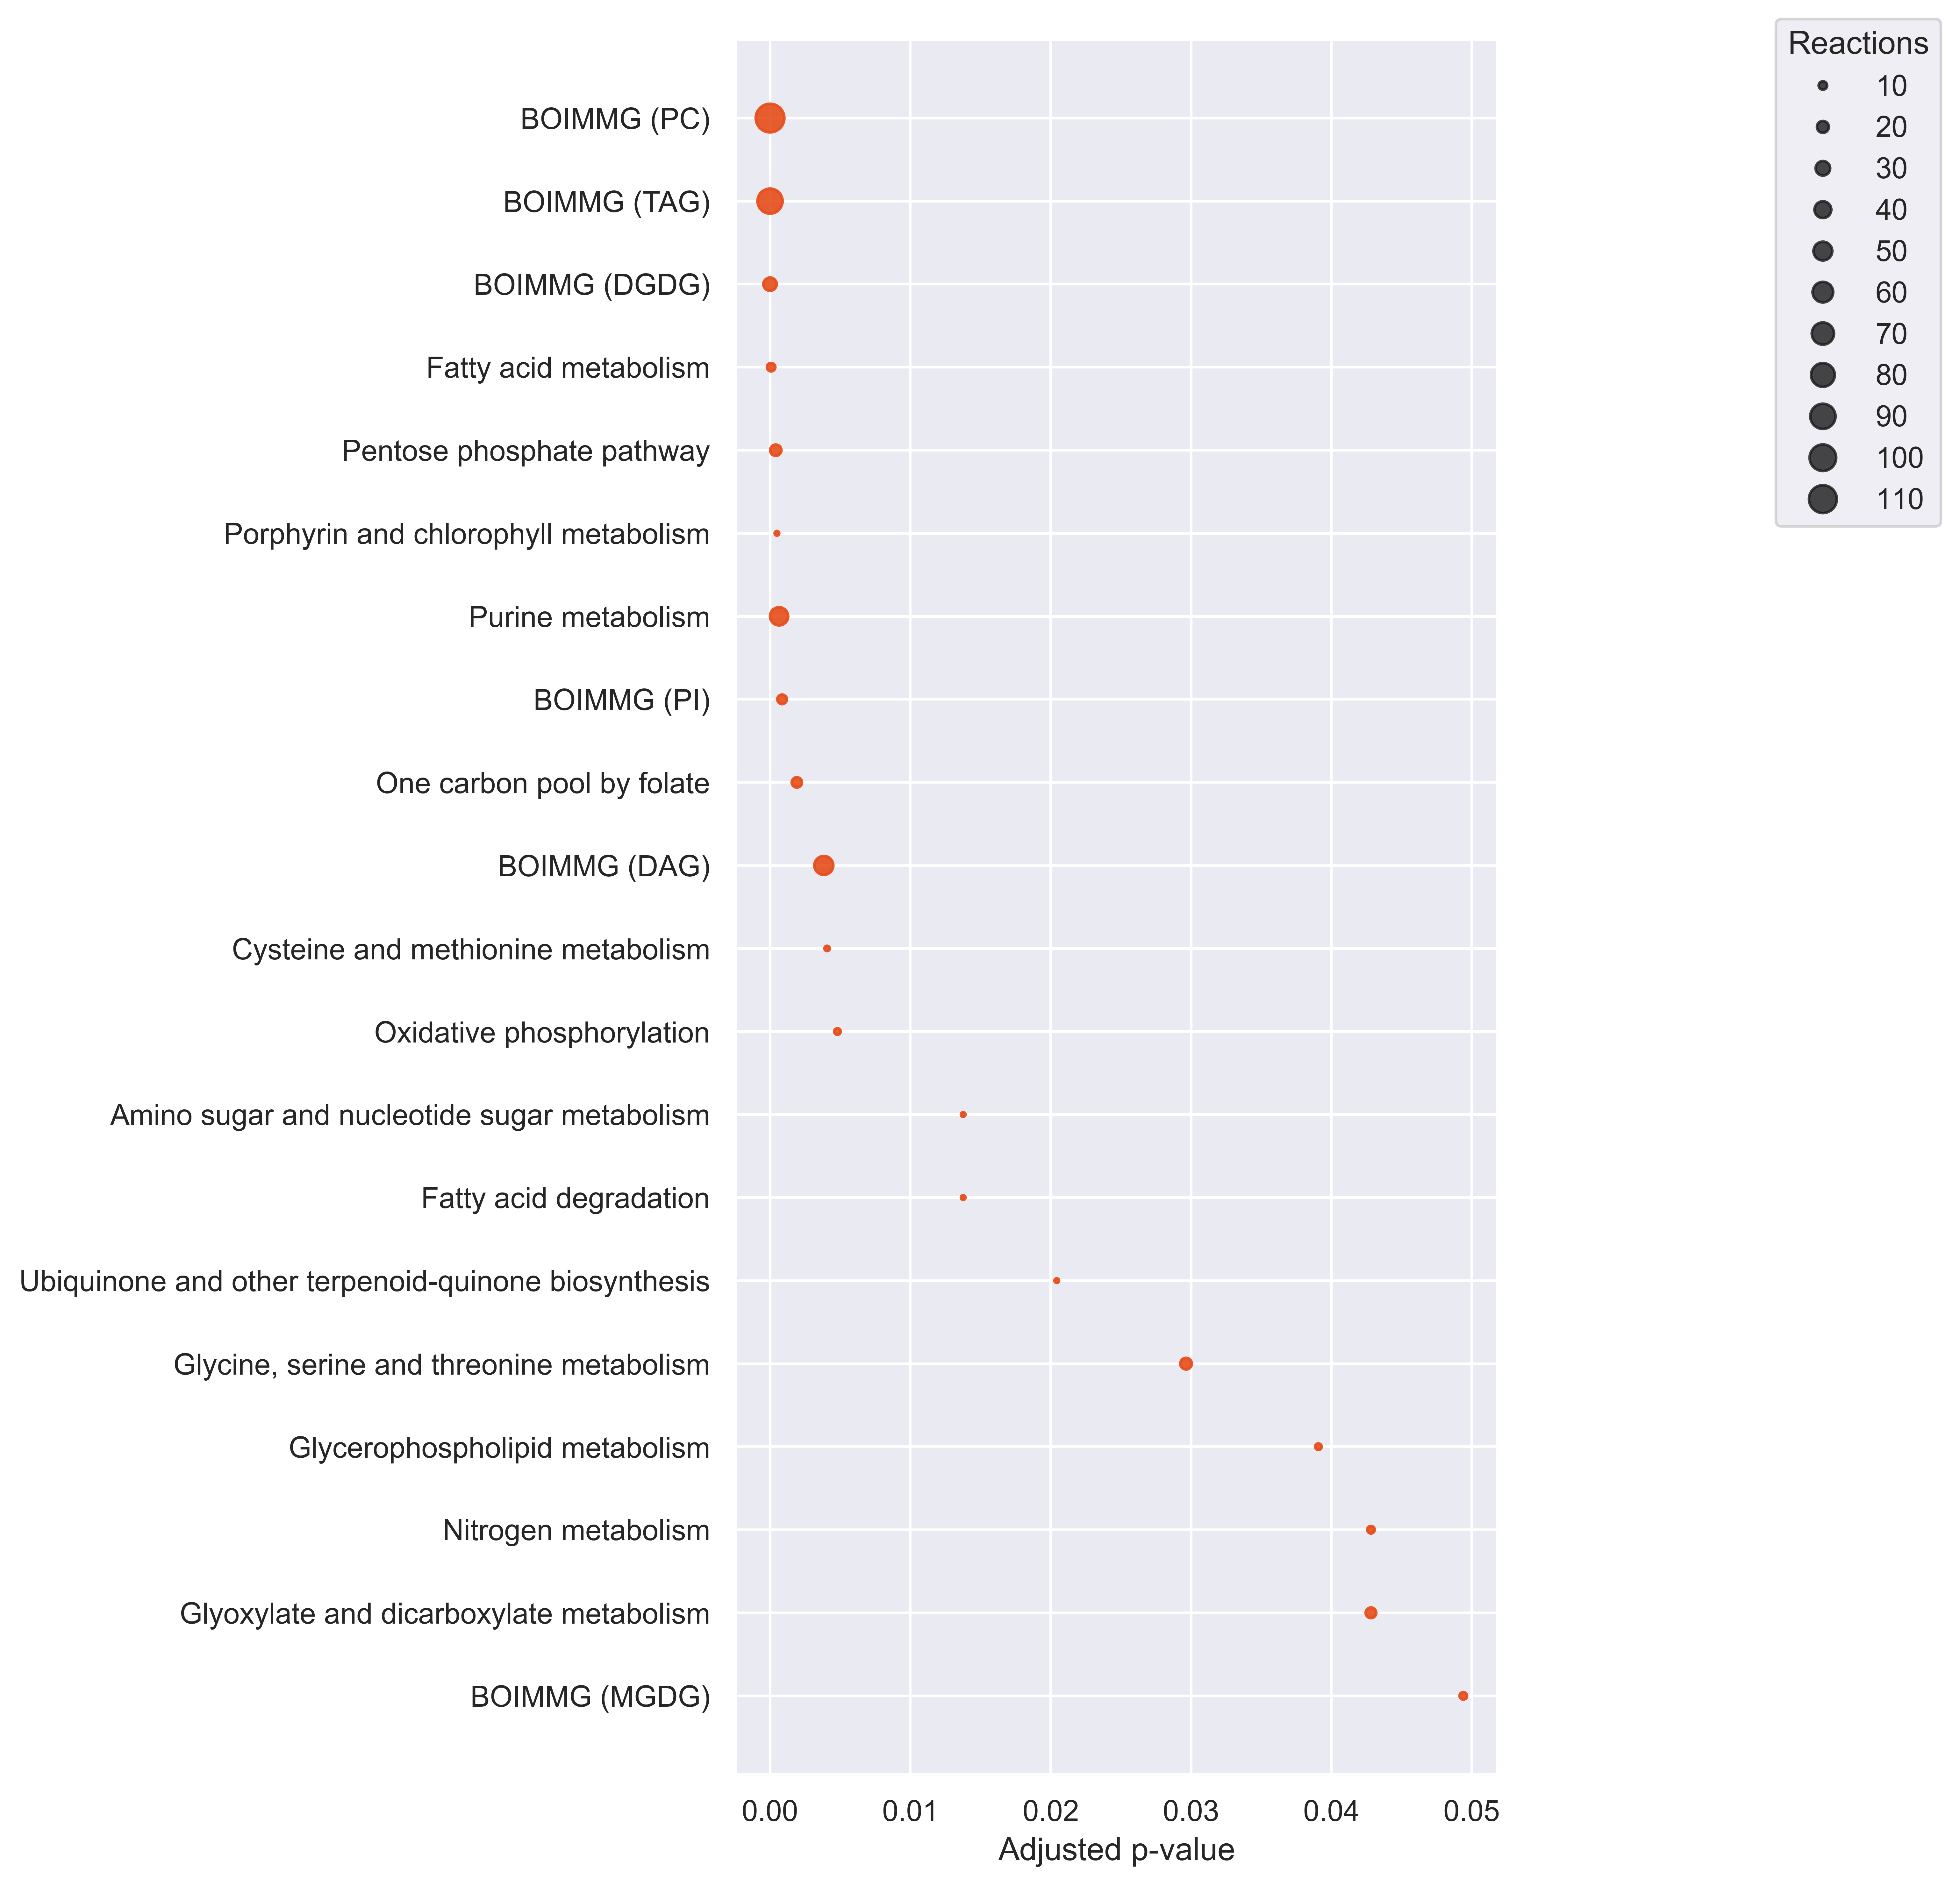 Reactions
10
20
30
40
50
60
70
80
90
100
110
BOIMMG (PC)
BOIMMG (TAG)
BOIMMG (DGDG)
Fatty acid metabolism
Pentose phosphate pathway
Porphyrin and chlorophyll metabolism
Purine metabolism
BOIMMG (PI)
One carbon pool by folate
BOIMMG (DAG)
Cysteine and methionine metabolism
Oxidative phosphorylation
Amino sugar and nucleotide sugar metabolism
Fatty acid degradation
Ubiquinone and other terpenoid-quinone biosynthesis
Glycine, serine and threonine metabolism
Glycerophospholipid metabolism
Nitrogen metabolism
Glyoxylate and dicarboxylate metabolism
BOIMMG (MGDG)
0.00 0.01 0.02 0.03 0.04 0.05
Adjusted p-value